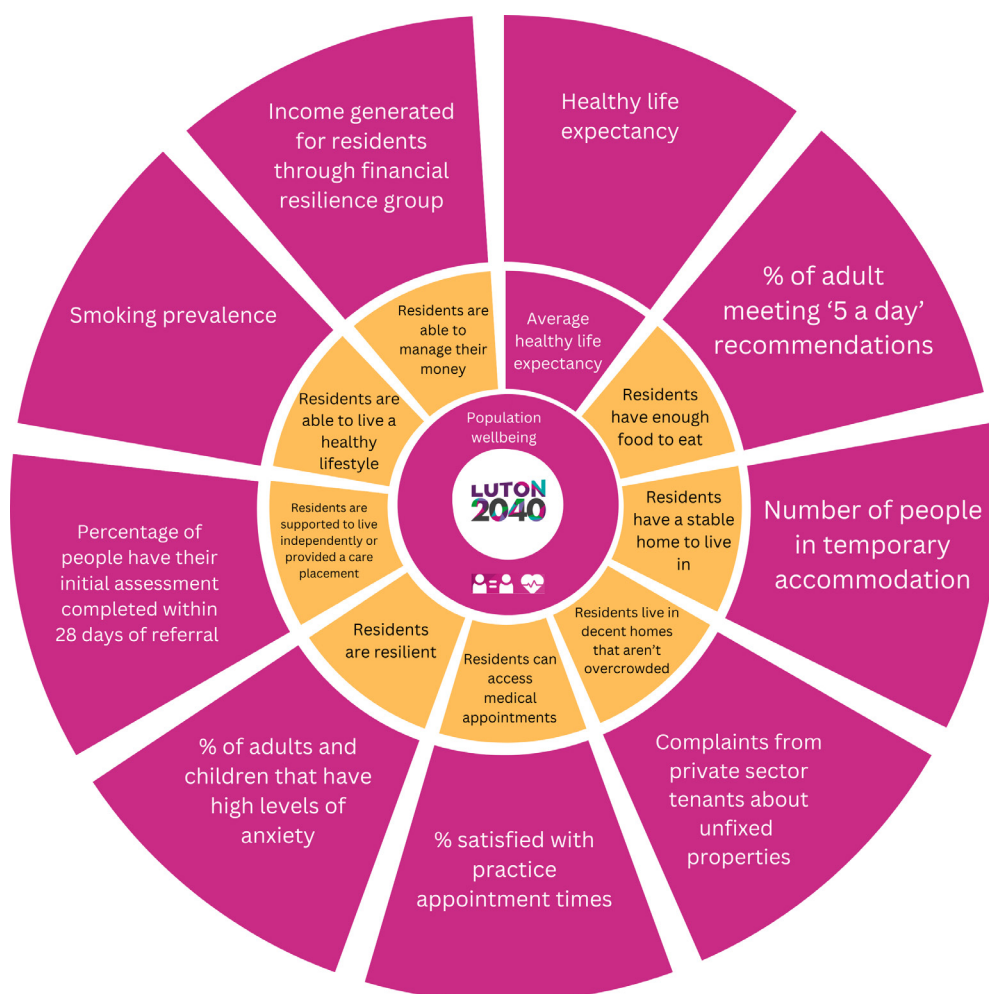 Healthy life
expectancy
% of adult
meeting ‘5 a day’
recommendations
Number of people
in temporary
accommodation
Complaints from
private sector
tenants about
unfixed
properties
% satisfied with
practice
appointment times
% of adults and
children that have
high levels of
anxiety
Percentage of
people have their
initial assessment
completed within
28 days of referral
Smoking prevalence
Income generated
for residents
through financial
resilience group
Average
healthy life
expectancy
Residents
have enough
food to eat
Residents
have a stable
home to live
in
Residents live in
decent homes
that aren’t
overcrowded
Residents can
access
medical
appointments
Residents
are resilient
Residents are
supported to live
independently or
provided a care
placement
Residents are
able to live a
healthy
lifestyle
Residents are
able to
manage their
money
Population
wellbeing
LUTON
2040